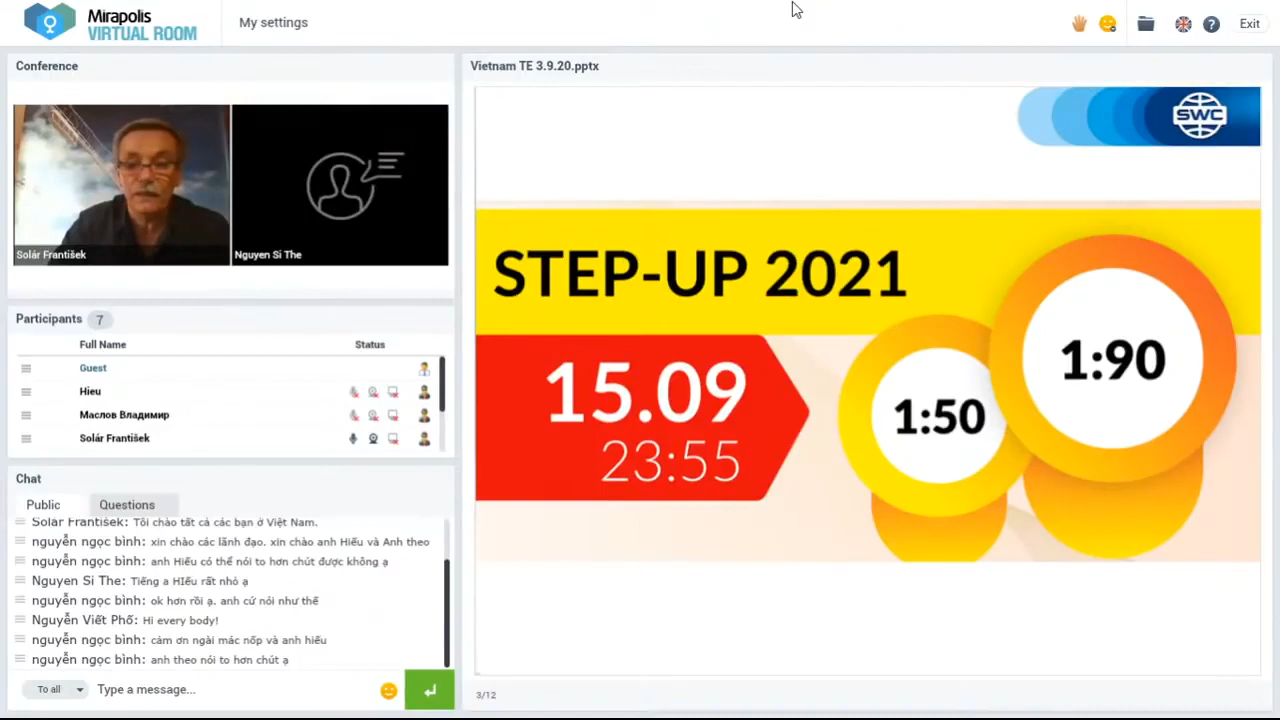 Mirapolis
VIRTUAL ROOM
My settings
Exit
Conference
Solár František
Nguyen Si The
Participants 7
Full Name Status
Guest
Hieu
Маслов Владимир
Solár František
Chat
Public Questions
Solár František: Tôi chào tất cả các bạn ở Việt Nam.
nguyễn ngọc bình: xin chào các lãnh đạo. xin chào anh Hiếu và Anh theo
nguyễn ngọc bình: anh Hiếu có thể nói to hơn chút được không ạ
Nguyen Si The: Tiếng a HIếu rất nhỏ ạ
nguyễn ngọc bình: ok hơn rồi ạ. anh cứ nói như thế
Nguyễn Viết Phố: Hi every body!
nguyễn ngọc bình: cảm ơn ngài mác nốp và anh hiếu
nguyễn ngọc bình: anh theo nói to hơn chút ạ
To all Type a message...
Vietnam TE 3.9.20.pptx
SWC
STEP-UP 2021
15.09
23:55
1:50
1:90
3/12